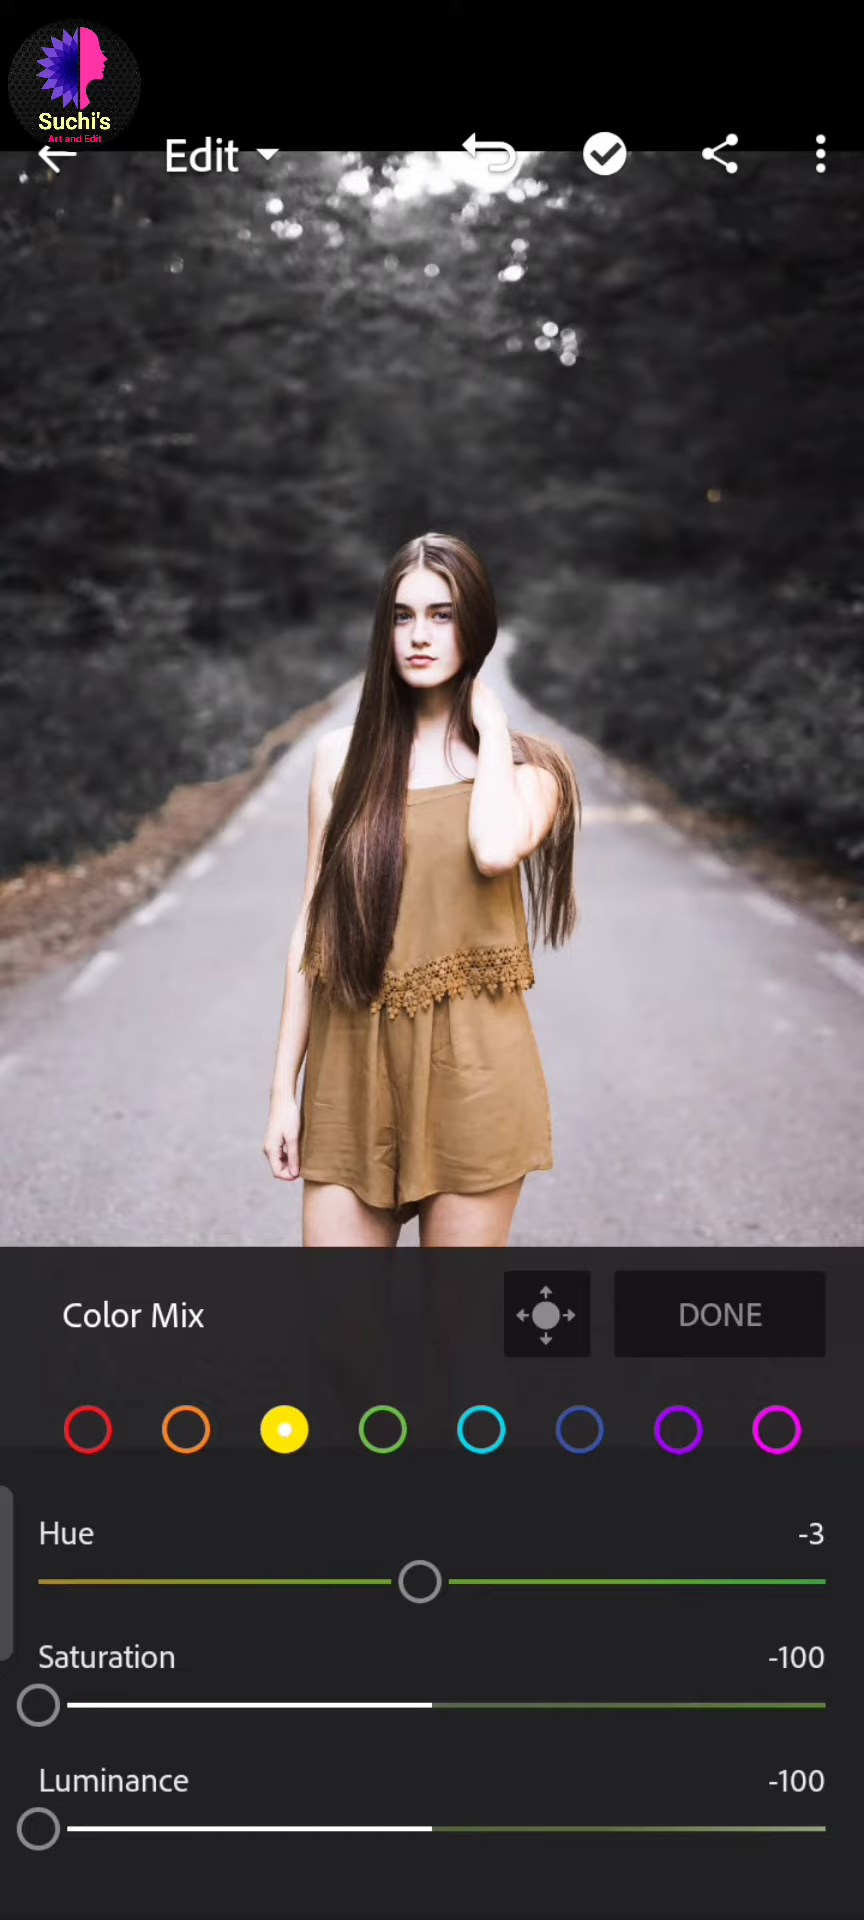 Suchi's
Art and Edit
Edit
Color Mix
DONE
Hue -3
Saturation -100
Luminance -100